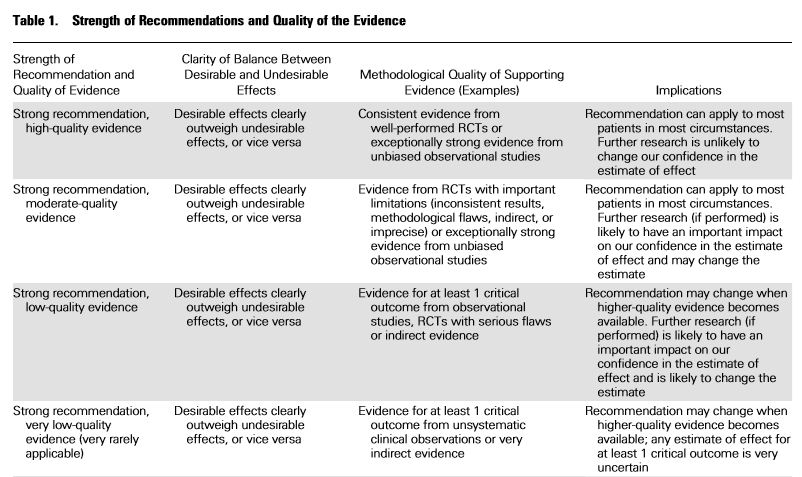 Table 1. Strength of Recommendations and Quality of the Evidence
Strength of
Recommendation and
Quality of Evidence
Clarity of Balance Between
Desirable and Undesirable
Effects
Methodological Quality of Supporting
Evidence (Examples)
Implications
Strong recommendation,
high-quality evidence
Desirable effects clearly
outweigh undesirable
effects, or vice versa
Consistent evidence from
well-performed RCTs or
exceptionally strong evidence from
unbiased observational studies
Recommendation can apply to most
patients in most circumstances.
Further research is unlikely to
change our confidence in the
estimate of effect
Strong recommendation,
moderate-quality
evidence
Desirable effects clearly
outweigh undesirable
effects, or vice versa
Evidence from RCTs with important
limitations (inconsistent results,
methodological flaws, indirect, or
imprecise) or exceptionally strong
evidence from unbiased
observational studies
Recommendation can apply to most
patients in most circumstances.
Further research (if performed) is
likely to have an important impact
on our confidence in the estimate
of effect and may change the
estimate
Strong recommendation,
low-quality evidence
Desirable effects clearly
outweigh undesirable
effects, or vice versa
Evidence for at least 1 critical
outcome from observational
studies, RCTs with serious flaws
or indirect evidence
Recommendation may change when
higher-quality evidence becomes
available. Further research (if
performed) is likely to have an
important impact on our
confidence in the estimate of
effect and is likely to change the
estimate
Strong recommendation,
very low-quality
evidence (very rarely
applicable)
Desirable effects clearly
outweigh undesirable
effects, or vice versa
Evidence for at least 1 critical
outcome from unsystematic
clinical observations or very
indirect evidence
Recommendation may change when
higher-quality evidence becomes
available; any estimate of effect for
at least 1 critical outcome is very
uncertain